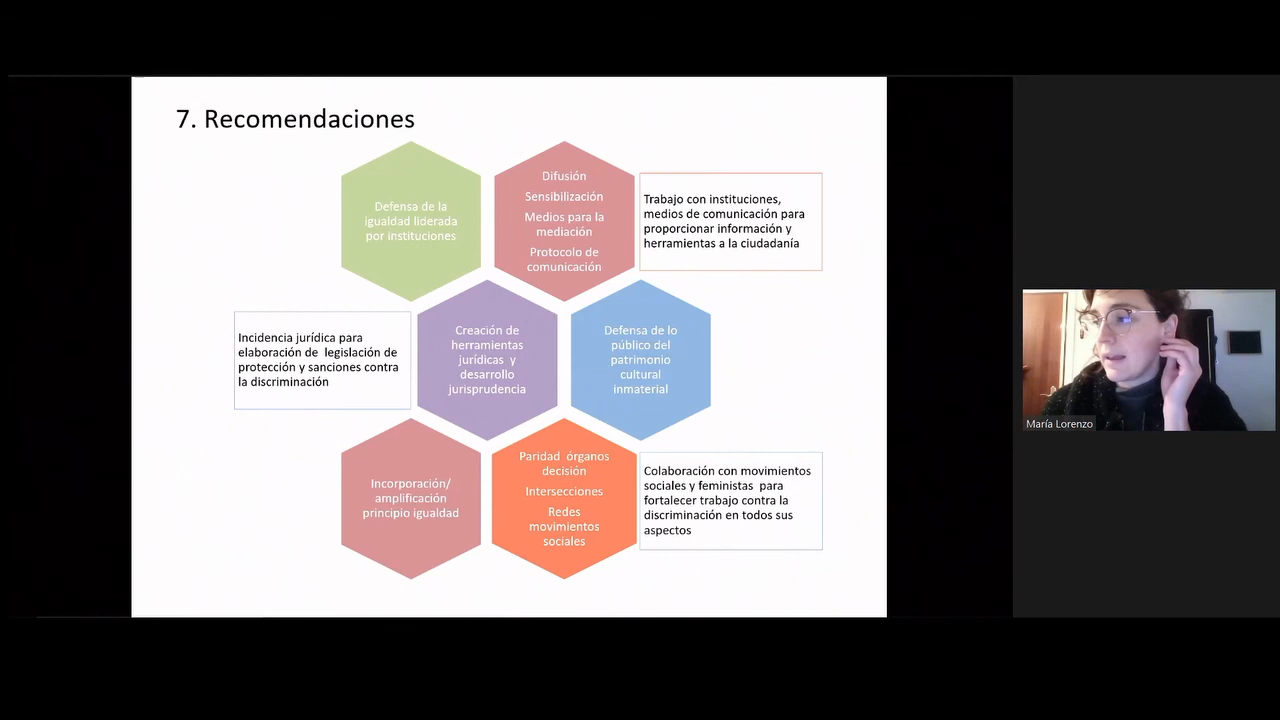 7. Recomendaciones
Defensa de la
igualdad liderada
por instituciones
Difusión
Sensibilización
Medios para la
mediación
Protocolo de
comunicación
Trabajo con instituciones,
medios de comunicación para
proporcionar información y
herramientas a la ciudadanía
Incidencia jurídica para
elaboración de legislación de
protección y sanciones contra
la discriminación
Creación de
herramientas
jurídicas y
desarrollo
jurisprudencia
Defensa de lo
público del
patrimonio
cultural
inmaterial
Incorporación/
amplificación
principio igualdad
Paridad órganos
decisión
Intersecciones
Redes
movimientos
sociales
Colaboración con movimientos
sociales y feministas para
fortalecer trabajo contra la
discriminación en todos sus
aspectos
María Lorenzo